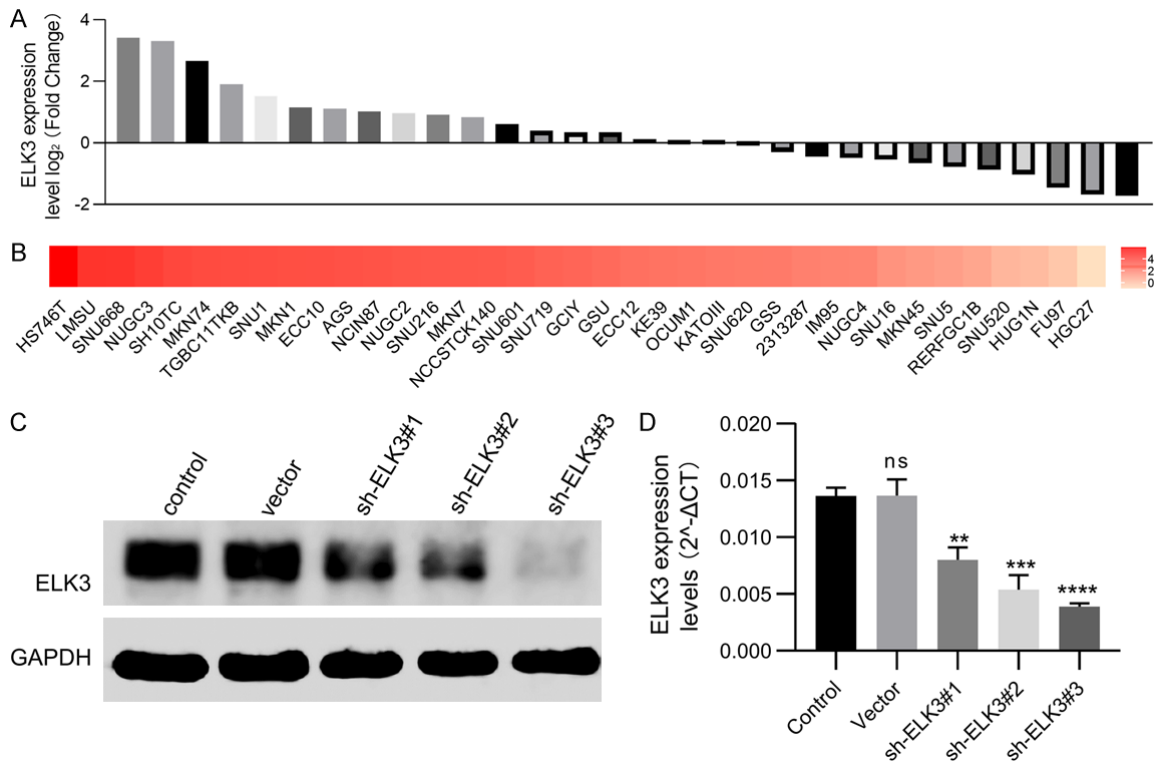 A
ELK3 expression
level log₂ (Fold Change)
4
2
0
-2
B
4
2
0
HS746T
LMSU
SNU668
NUGC3
SH10TC
MKN74
TGBC11TKB
SNU1
MKN1
ECC10
AGS
NCIN87
NUGC2
SNU216
MKN7
NCCSTCK140
SNU601
SNU719
GCIY
GSU
ECC12
KE39
OCUM1
KATOIII
SNU620
GSS
2313287
IM95
NUGC4
SNU16
MKN45
SNU5
RERFGC1B
SNU520
HUG1N
FU97
HGC27
C
control
vector
sh-ELK3#1
sh-ELK3#2
sh-ELK3#3
ELK3
GAPDH
D
ELK3 expression
levels (2^-ΔCT)
0.020
0.015
0.010
0.005
0.000
ns
**
***
****
Control
Vector
sh-ELK3#1
sh-ELK3#2
sh-ELK3#3